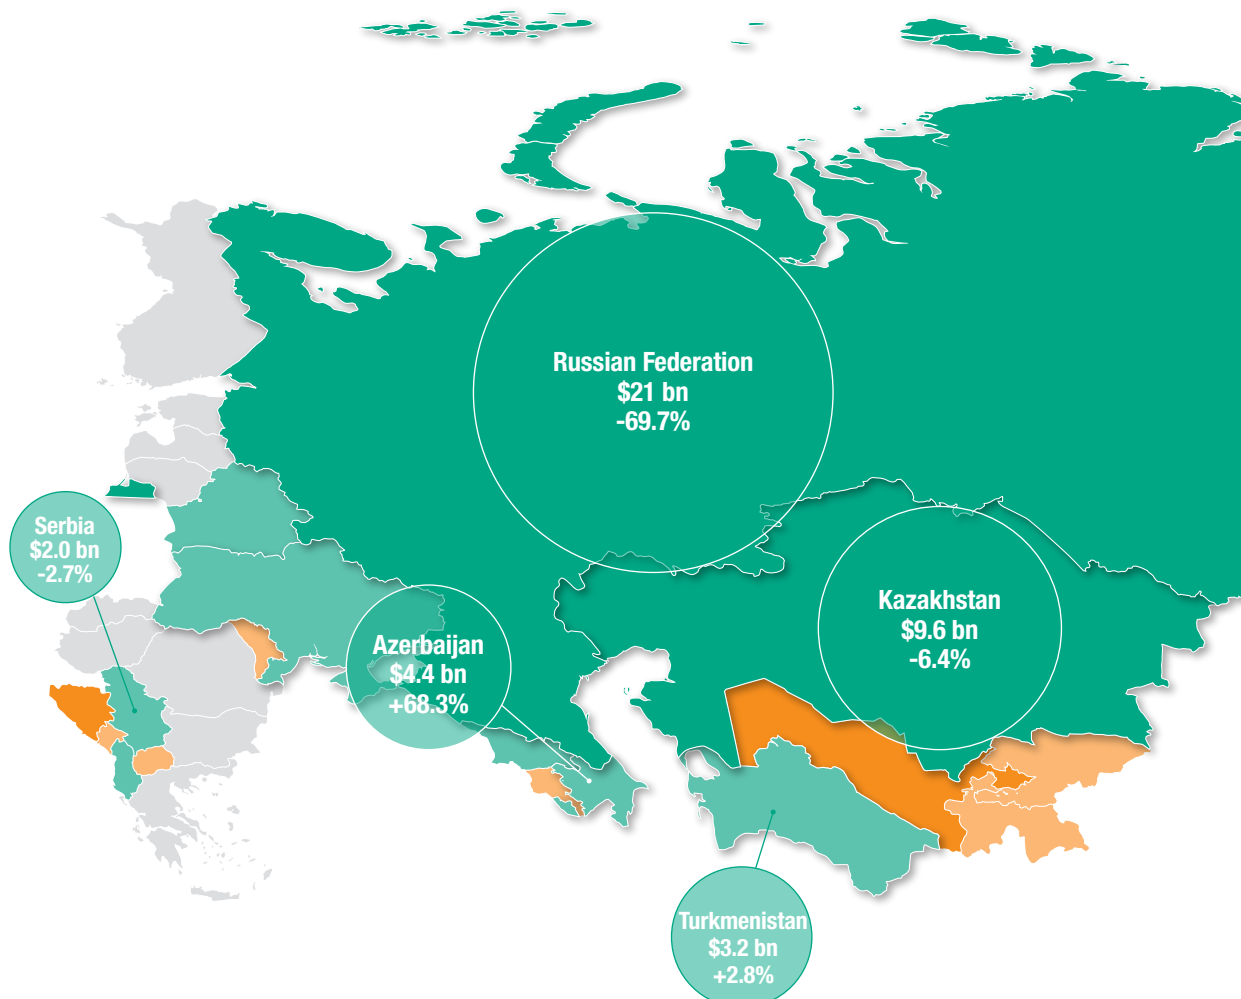 Russian Federation
$21 bn
-69.7%
Serbia
$2.0 bn
-2.7%
Kazakhstan
$9.6 bn
-6.4%
Azerbaijan
$4.4 bn
+68.3%
Turkmenistan
$3.2 bn
+2.8%